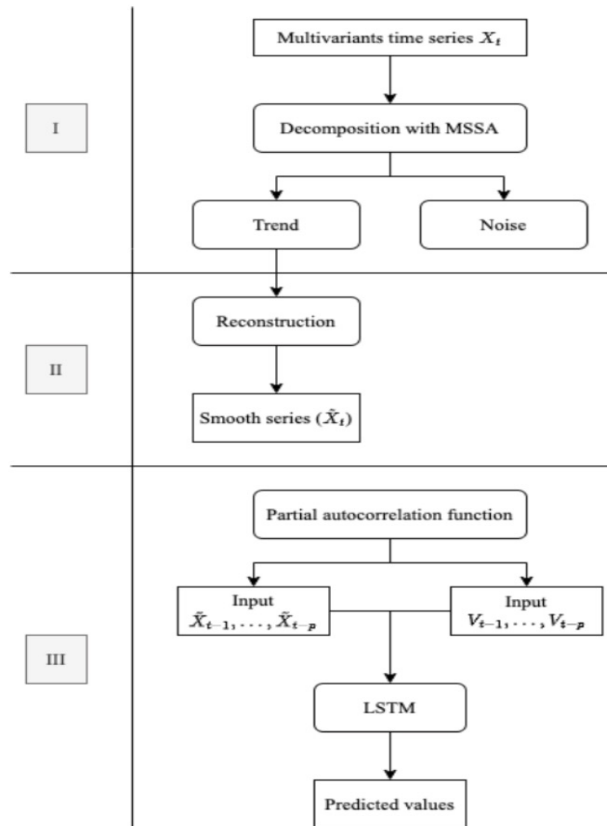 Multivariants time series X_t
I
Decomposition with MSSA
Trend
Noise
Reconstruction
II
Smooth series (X̃_t)
Partial autocorrelation function
Input
X̃_{t−1}, . . . , X̃_{t−p}
Input
V_{t−1}, . . . , V_{t−p}
III
LSTM
Predicted values